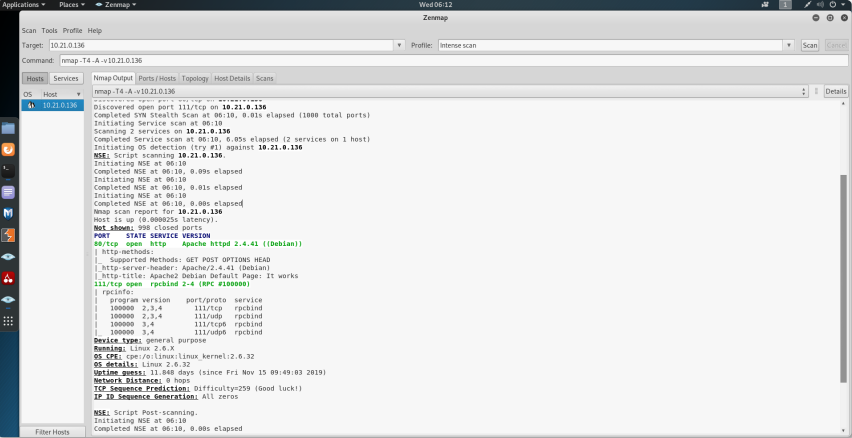 Applications ▾ Places ▾ Zenmap ▾ Wed 06:12 1
Zenmap
Scan Tools Profile Help
Target: 10.21.0.136 Profile: Intense scan Scan Cancel
Command: nmap -T4 -A -v 10.21.0.136
Hosts Services Nmap Output Ports / Hosts Topology Host Details Scans
OS Host nmap -T4 -A -v 10.21.0.136 Details
10.21.0.136
Discovered open port 111/tcp on 10.21.0.136
Completed SYN Stealth Scan at 06:10, 0.01s elapsed (1000 total ports)
Initiating Service scan at 06:10
Scanning 2 services on 10.21.0.136
Completed Service scan at 06:10, 6.05s elapsed (2 services on 1 host)
Initiating OS detection (try #1) against 10.21.0.136
NSE: Script scanning 10.21.0.136.
Initiating NSE at 06:10
Completed NSE at 06:10, 0.09s elapsed
Initiating NSE at 06:10
Completed NSE at 06:10, 0.01s elapsed
Initiating NSE at 06:10
Completed NSE at 06:10, 0.00s elapsed
Nmap scan report for 10.21.0.136
Host is up (0.000025s latency).
Not shown: 998 closed ports
PORT STATE SERVICE VERSION
80/tcp open http Apache httpd 2.4.41 ((Debian))
| http-methods:
|_ Supported Methods: GET POST OPTIONS HEAD
|_http-server-header: Apache/2.4.41 (Debian)
|_http-title: Apache2 Debian Default Page: It works
111/tcp open rpcbind 2-4 (RPC #100000)
| rpcinfo:
| program version port/proto service
| 100000 2,3,4 111/tcp rpcbind
| 100000 2,3,4 111/udp rpcbind
| 100000 3,4 111/tcp6 rpcbind
|_ 100000 3,4 111/udp6 rpcbind
Device type: general purpose
Running: Linux 2.6.X
OS CPE: cpe:/o:linux:linux_kernel:2.6.32
OS details: Linux 2.6.32
Uptime guess: 11.848 days (since Fri Nov 15 09:49:03 2019)
Network Distance: 0 hops
TCP Sequence Prediction: Difficulty=259 (Good luck!)
IP ID Sequence Generation: All zeros
NSE: Script Post-scanning.
Initiating NSE at 06:10
Completed NSE at 06:10, 0.00s elapsed
Filter Hosts